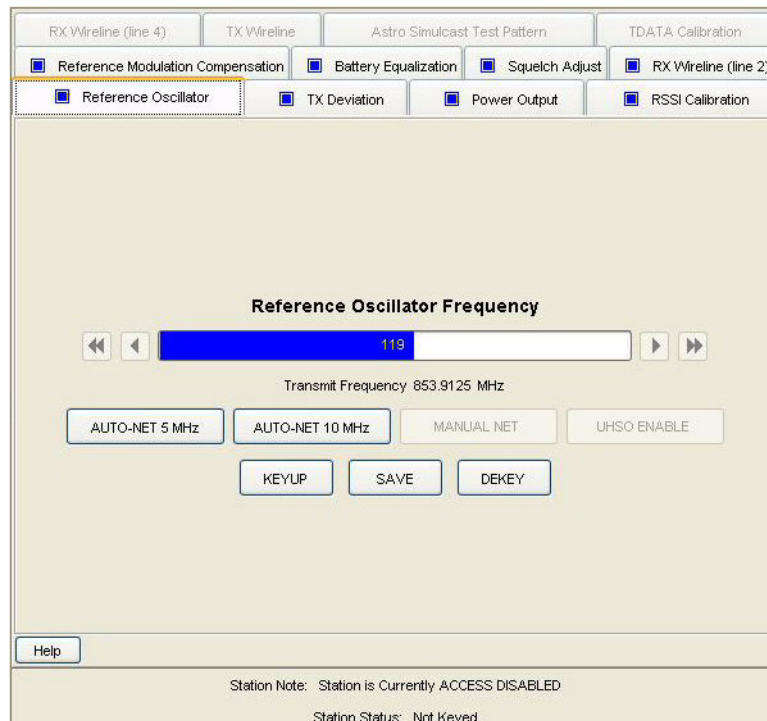 RX Wireline (line 4) TX Wireline Astro Simulcast Test Pattern TDATA Calibration
Reference Modulation Compensation Battery Equalization Squelch Adjust RX Wireline (line 2)
Reference Oscillator TX Deviation Power Output RSSI Calibration
Reference Oscillator Frequency
119
Transmit Frequency 853.9125 MHz
AUTO-NET 5 MHz AUTO-NET 10 MHz MANUAL NET UHSO ENABLE
KEYUP SAVE DEKEY
Help
Station Note: Station is Currently ACCESS DISABLED
Station Status: Not Keyed